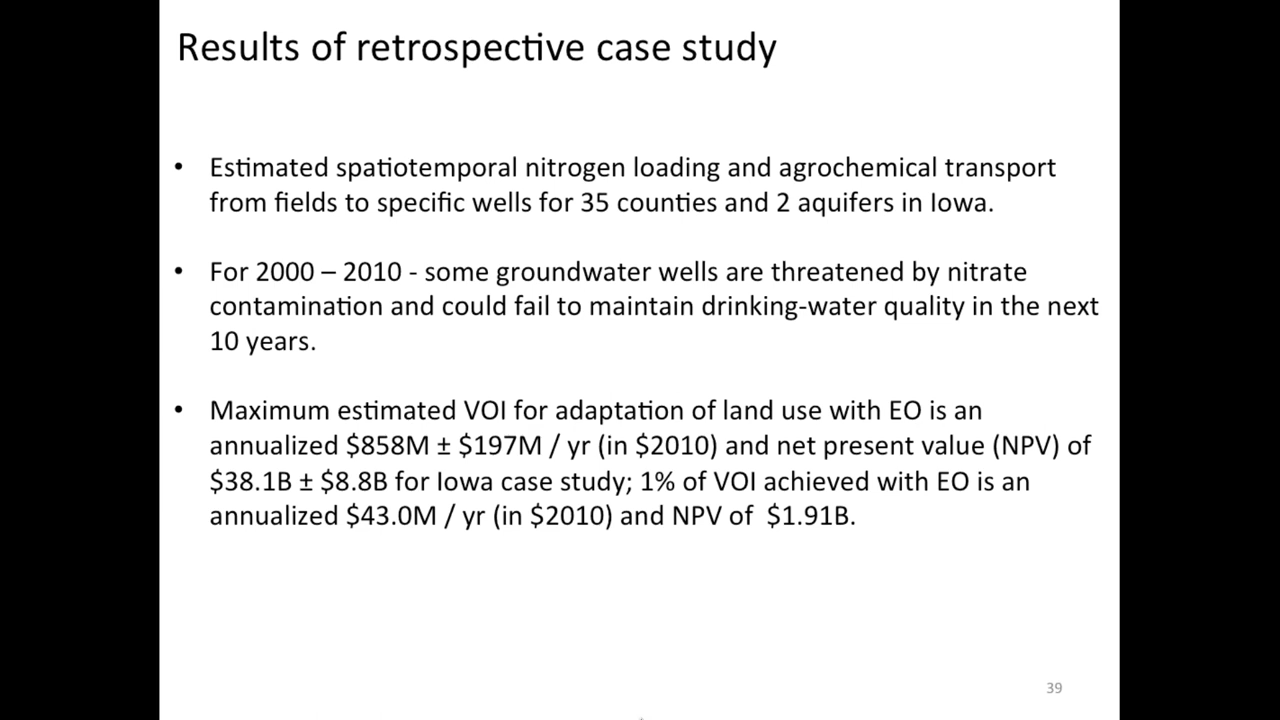 Results of retrospective case study
• Estimated spatiotemporal nitrogen loading and agrochemical transport
from fields to specific wells for 35 counties and 2 aquifers in Iowa.
• For 2000 – 2010 - some groundwater wells are threatened by nitrate
contamination and could fail to maintain drinking-water quality in the next
10 years.
• Maximum estimated VOI for adaptation of land use with EO is an
annualized $858M ± $197M / yr (in $2010) and net present value (NPV) of
$38.1B ± $8.8B for Iowa case study; 1% of VOI achieved with EO is an
annualized $43.0M / yr (in $2010) and NPV of  $1.91B.
39